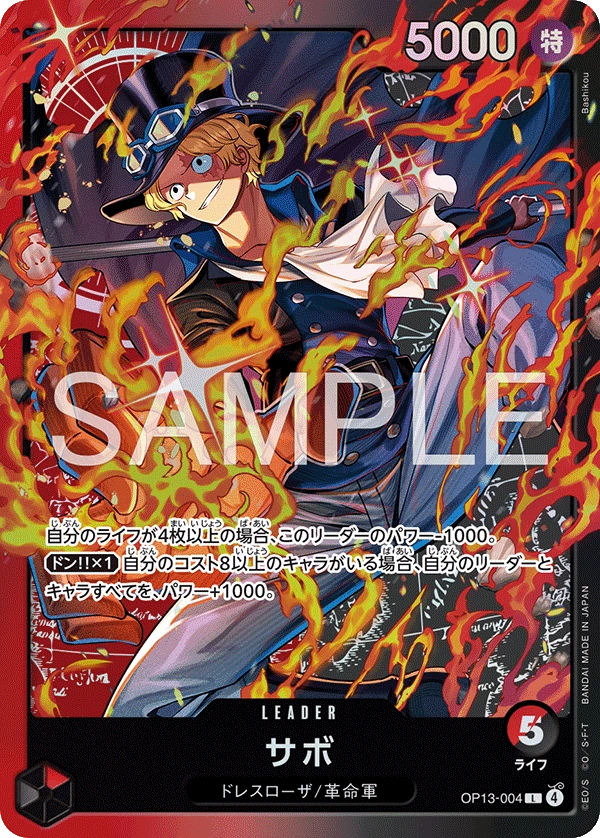 5000 特
Bashikou
SAMPLE
自分のライフが4枚以上の場合、このリーダーのパワー-1000。
ドン!!×1 自分のコスト8以上のキャラがいる場合、自分のリーダーと
キャラすべてを、パワー+1000。
LEADER
サボ
5
ライフ
ドレスローザ/革命軍
OP13-004 L 4
©E.O/S ©O/S・F・T BANDAI MADE IN JAPAN